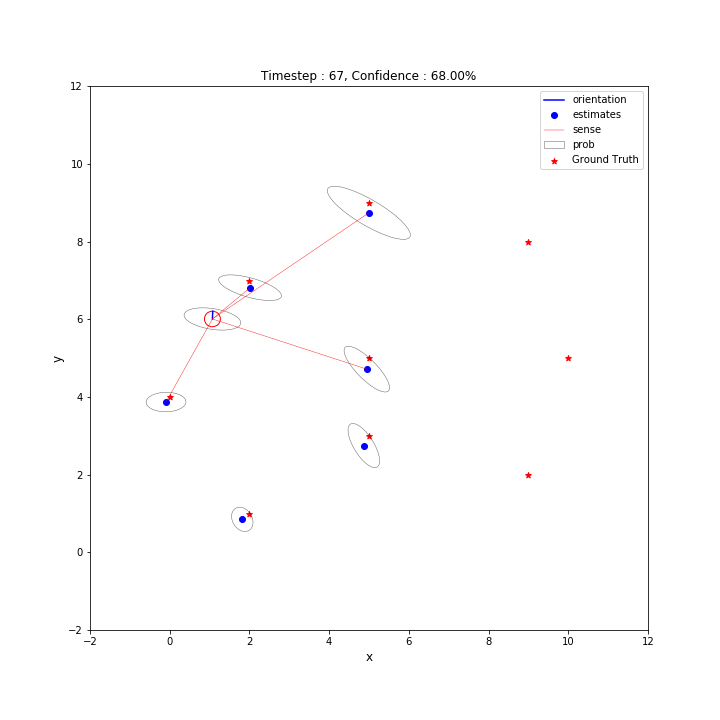 Timestep : 67, Confidence : 68.00%
orientation
estimates
sense
prob
Ground Truth
12
10
8
6
4
2
0
−2
y
−2 0 2 4 6 8 10 12
x